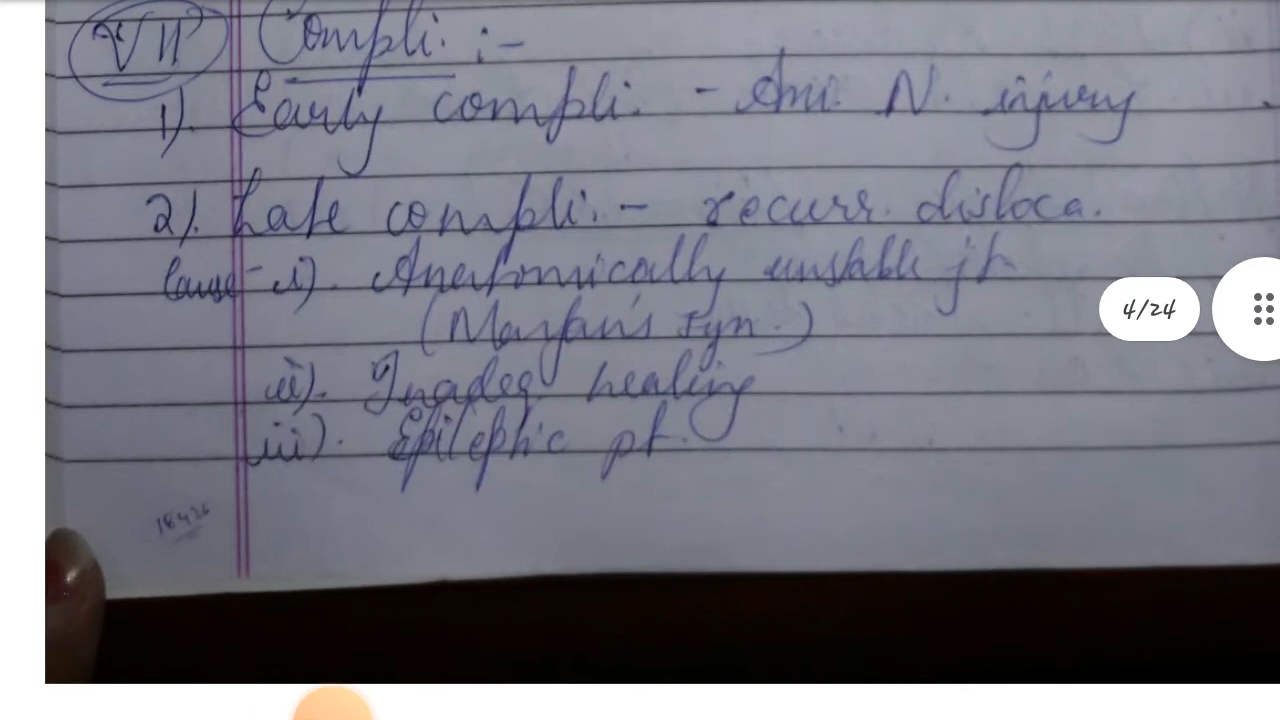 VII Compli. :-
1). Early compli. - N. injury
2). Late compli. - recurr. disloca.
Cause - i). Anatomically unstable jt
(Marfan's syn.)
4/24
ii). Inadeq. healing
iii). Epileptic pt.
18426